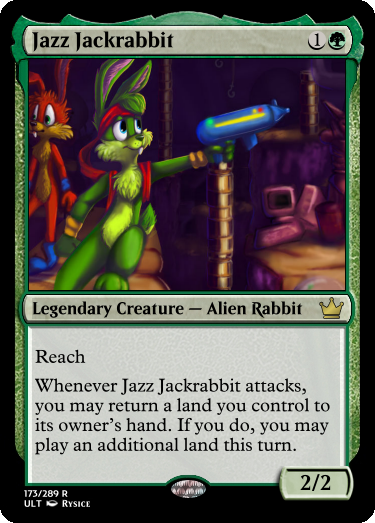 Jazz Jackrabbit 1
Legendary Creature — Alien Rabbit
Reach
Whenever Jazz Jackrabbit attacks,
you may return a land you control to
its owner's hand. If you do, you may
play an additional land this turn.
2/2
173/289 R
ULT Rysice